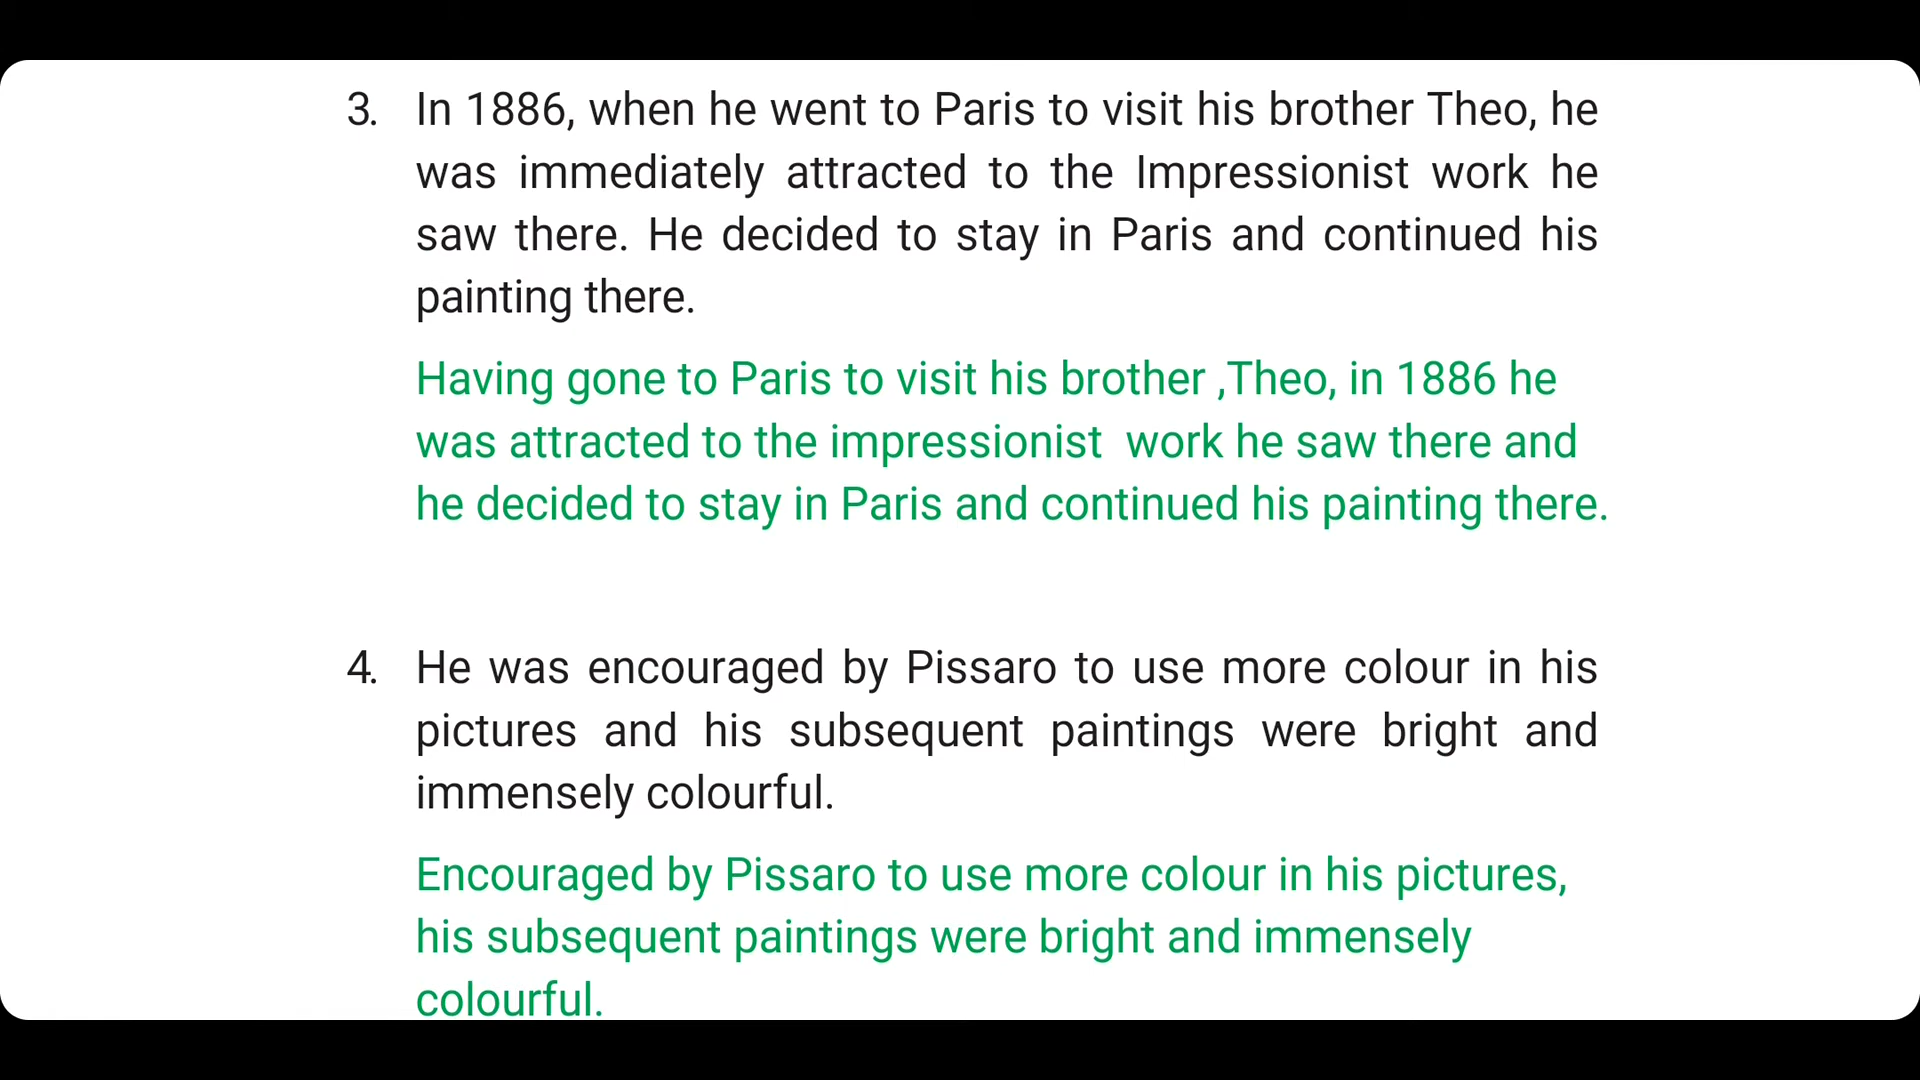 3. In 1886, when he went to Paris to visit his brother Theo, he
was immediately attracted to the Impressionist work he
saw there. He decided to stay in Paris and continued his
painting there.
Having gone to Paris to visit his brother ,Theo, in 1886 he
was attracted to the impressionist  work he saw there and
he decided to stay in Paris and continued his painting there.
4. He was encouraged by Pissaro to use more colour in his
pictures and his subsequent paintings were bright and
immensely colourful.
Encouraged by Pissaro to use more colour in his pictures,
his subsequent paintings were bright and immensely
colourful.